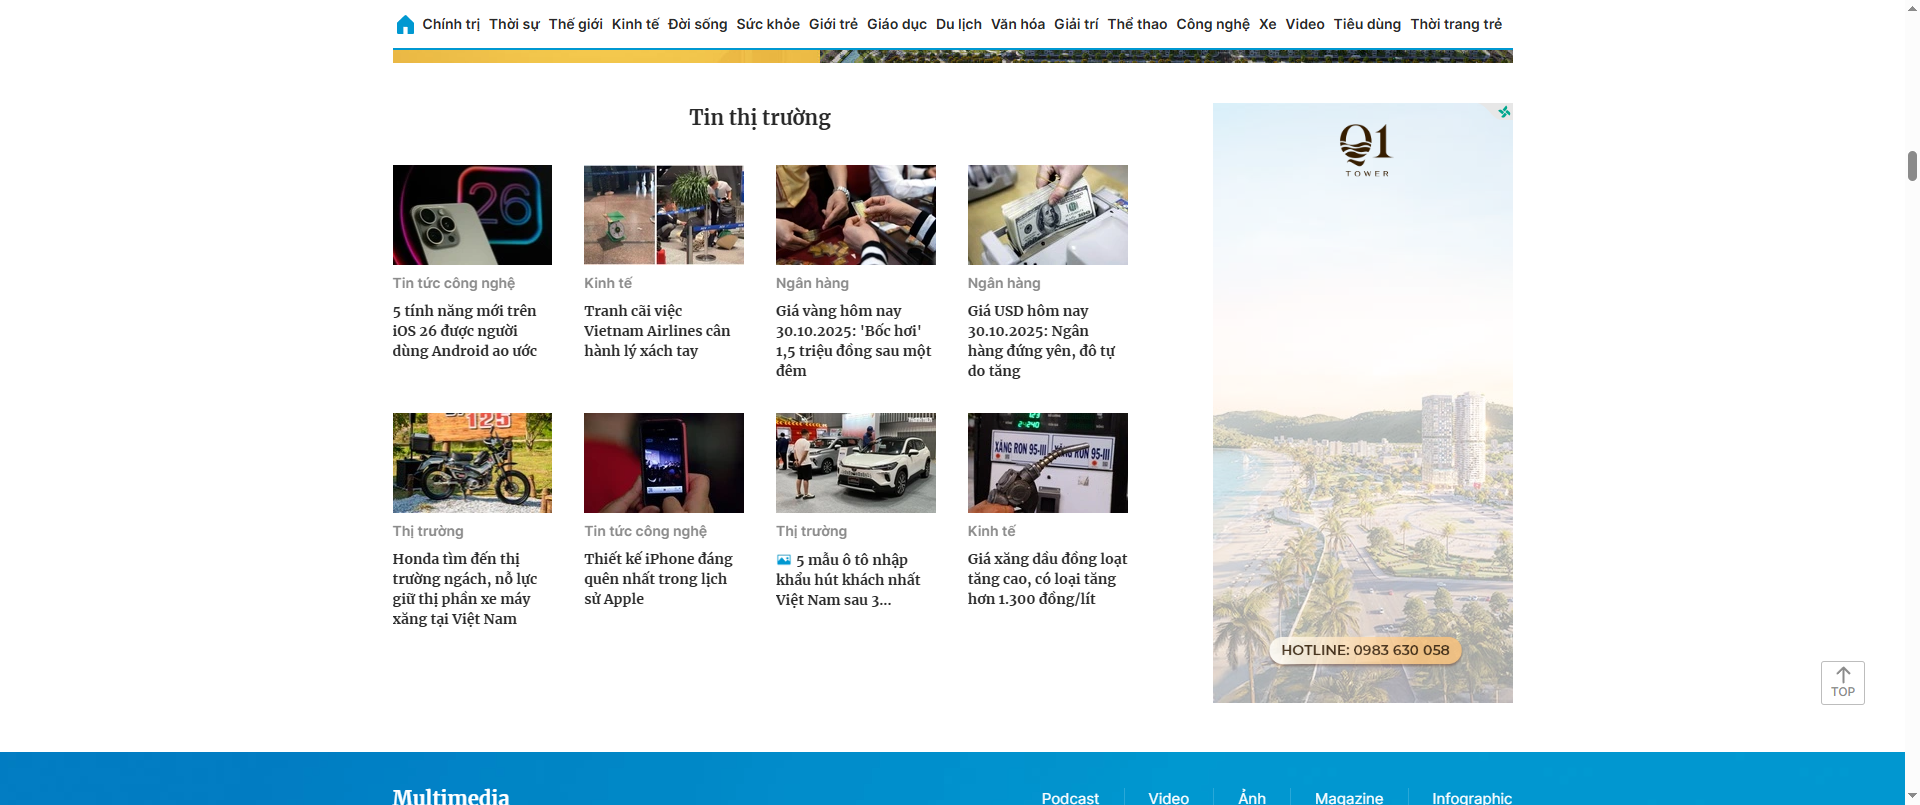 Chính trị Thời sự Thế giới Kinh tế Đời sống Sức khỏe Giới trẻ Giáo dục Du lịch Văn hóa Giải trí Thể thao Công nghệ Xe Video Tiêu dùng Thời trang trẻ
Tin thị trường
26
Tin tức công nghệ
5 tính năng mới trên
iOS 26 được người
dùng Android ao ước
Kinh tế
Tranh cãi việc
Vietnam Airlines cân
hành lý xách tay
Ngân hàng
Giá vàng hôm nay
30.10.2025: 'Bốc hơi'
1,5 triệu đồng sau một
đêm
Ngân hàng
Giá USD hôm nay
30.10.2025: Ngân
hàng đứng yên, đô tự
do tăng
125
Thị trường
Honda tìm đến thị
trường ngách, nỗ lực
giữ thị phần xe máy
xăng tại Việt Nam
Tin tức công nghệ
Thiết kế iPhone đáng
quên nhất trong lịch
sử Apple
Thị trường
5 mẫu ô tô nhập
khẩu hút khách nhất
Việt Nam sau 3...
XĂNG RON 95-III
XĂNG RON 95-III
Kinh tế
Giá xăng dầu đồng loạt
tăng cao, có loại tăng
hơn 1.300 đồng/lít
Q1
TOWER
HOTLINE: 0983 630 058
TOP
Multimedia
Podcast Video Ảnh Magazine Infographic